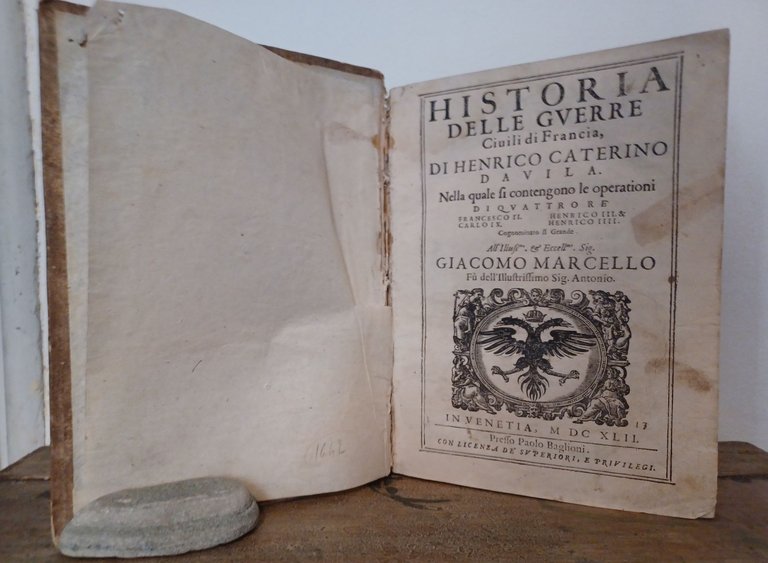 1642
HISTORIA
DELLE GVERRE
Ciuili di Francia,
DI HENRICO CATERINO
DAVILA.
Nella quale ſi contengono le operationi
DI QVATTRO RE
FRANCESCO II. HENRICO III. &
CARLO IX. HENRICO IIII.
Cognominato il Grande.
All'Illuſt.mo & Eccell.mo Sig.
GIACOMO MARCELLO
Fù dell'Illuſtriſſimo Sig. Antonio.
IN VENETIA, M DC XLII.
Preſſo Paolo Baglioni.
CON LICENZA DE' SVPERIORI, E PRIVILEGI.